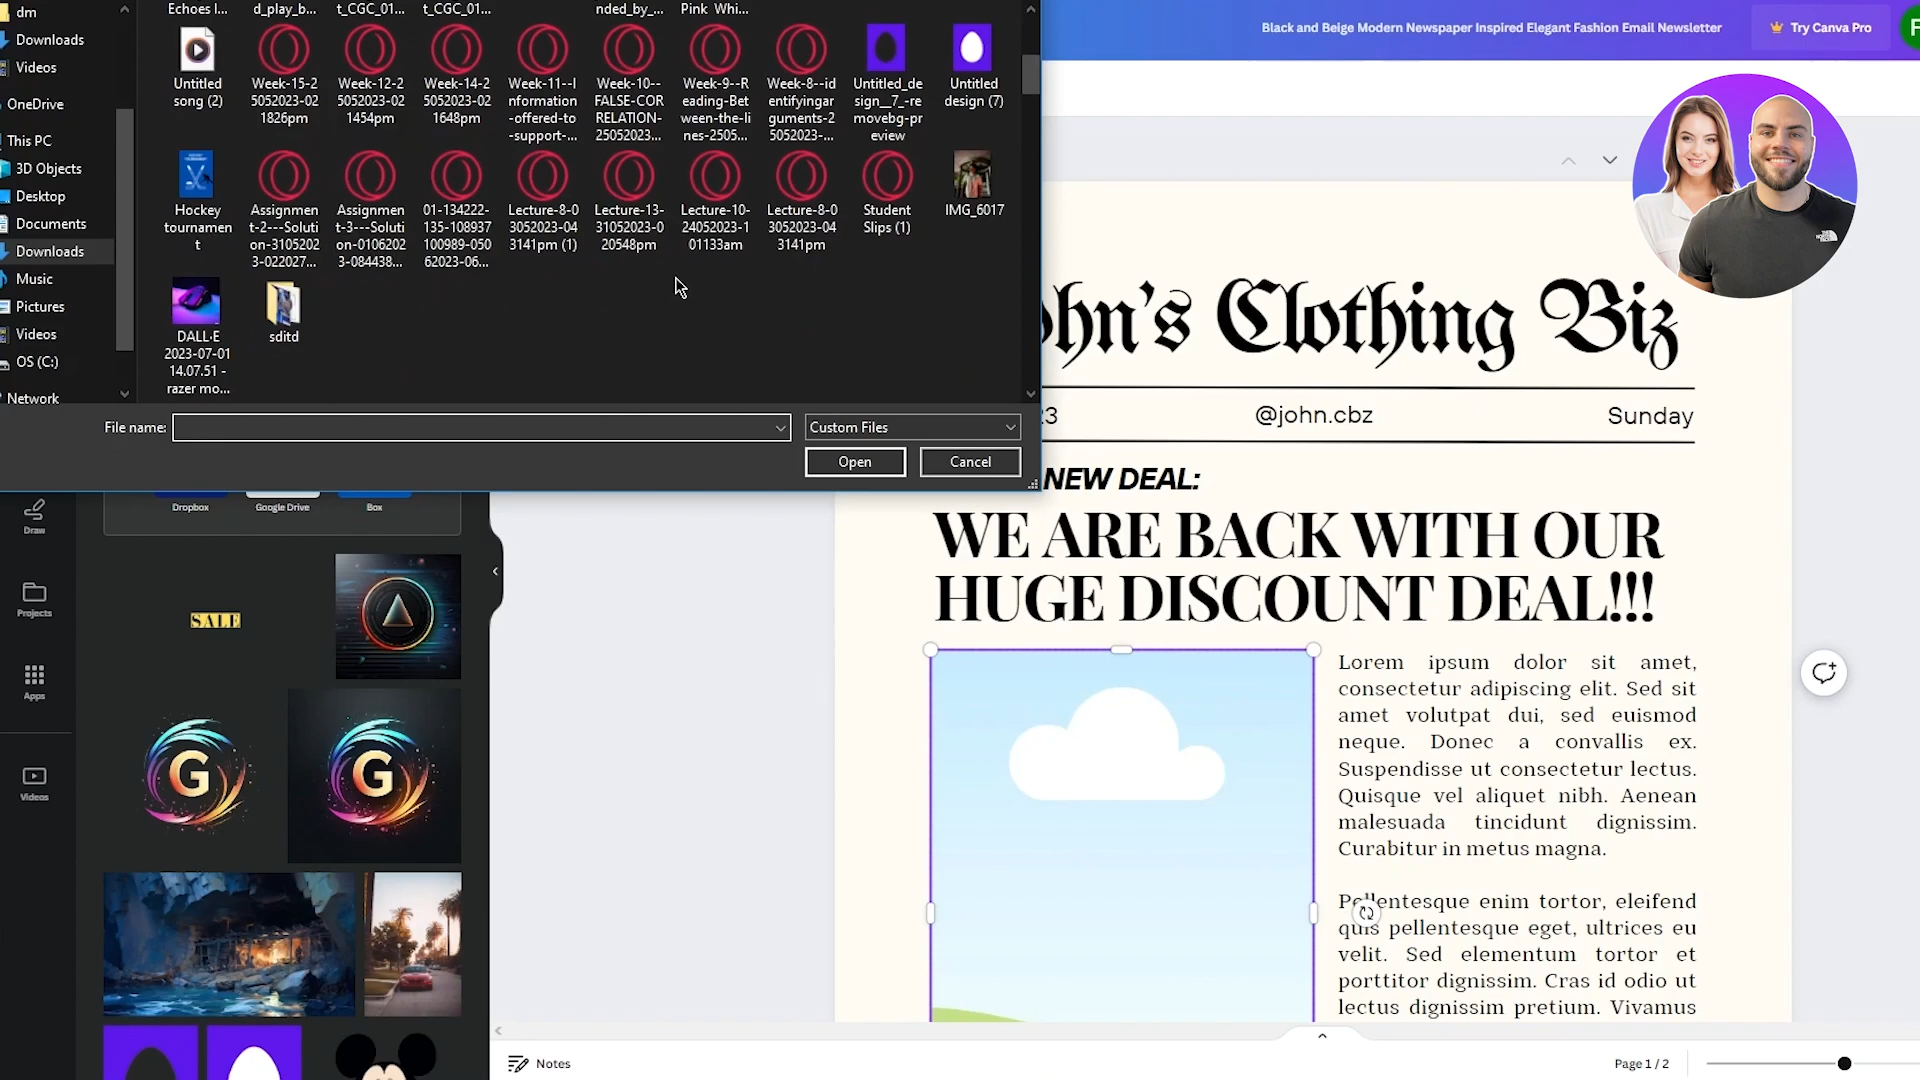 dm
Downloads
Videos
OneDrive
This PC
3D Objects
Desktop
Documents
Downloads
Music
Pictures
Videos
OS (C:)
Network
Echoes I...
d_play_b...
t_CGC_01...
t_CGC_01...
nded_by_...
Pink Whi...
Untitled
song (2)
Week-15-2
5052023-02
1826pm
Week-12-2
5052023-02
1454pm
Week-14-2
5052023-02
1648pm
Week-11--I
nformation
-offered-to
-support-...
Week-10--
FALSE-COR
RELATION-
25052023...
Week-9--R
eading-Bet
ween-the-li
nes-2505...
Week-8--id
entifyingar
guments-2
5052023-...
Untitled_de
sign__7_-re
movebg-pr
eview
Untitled
design (7)
Hockey
tournamen
t
Assignmen
t-2---Soluti
on-3105202
3-022027...
Assignmen
t-3---Soluti
on-0106202
3-084438...
01-134222-
135-108937
100989-050
62023-06...
Lecture-8-0
3052023-04
3141pm (1)
Lecture-13-
31052023-0
20548pm
Lecture-10-
24052023-1
01133am
Lecture-8-0
3052023-04
3141pm
Student
Slips (1)
IMG_6017
DALL·E
2023-07-01
14.07.51 -
razer mo...
sditd
File name:
Custom Files
Open
Cancel
Dropbox
Google Drive
Box
Draw
Projects
Apps
Videos
SALE
G
G
Black and Beige Modern Newspaper Inspired Elegant Fashion Email Newsletter
Try Canva Pro
F
THE NORTH FACE
ohn's Clothing Biz
23
@john.cbz
Sunday
NEW DEAL:
WE ARE BACK WITH OUR
HUGE DISCOUNT DEAL!!!
Lorem ipsum dolor sit amet,
consectetur adipiscing elit. Sed sit
amet volutpat dui, sed euismod
neque. Donec a convallis ex.
Suspendisse ut consectetur lectus.
Quisque vel aliquet nibh. Aenean
malesuada tincidunt dignissim.
Curabitur in metus magna.
Pellentesque enim tortor, eleifend
quis pellentesque eget, ultrices eu
velit. Sed elementum tortor et
porttitor dignissim. Cras id odio ut
lectus dignissim pretium. Vivamus
Notes
Page 1 / 2